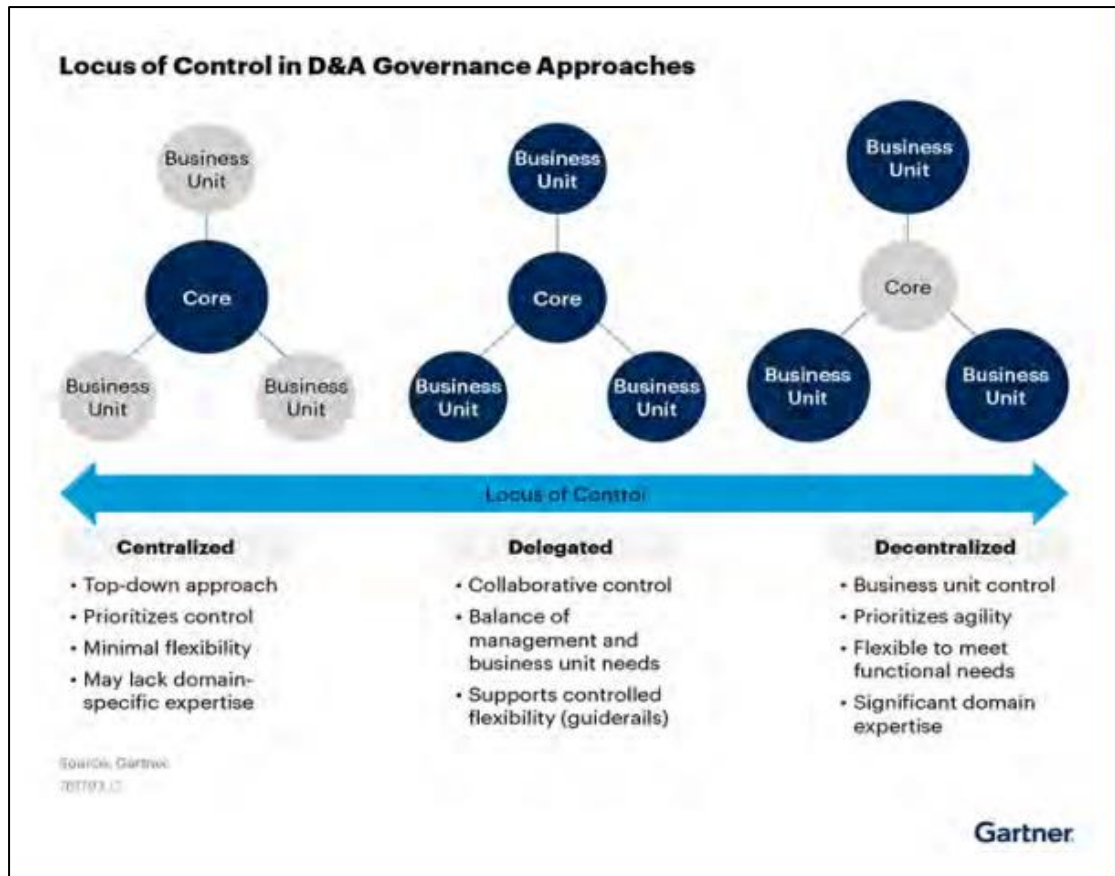 Locus of Control in D&A Governance Approaches
Business
Unit
Core
Business
Unit
Business
Unit
Business
Unit
Core
Business
Unit
Business
Unit
Business
Unit
Core
Business
Unit
Business
Unit
Locus of Control
Centralized
• Top-down approach
• Prioritizes control
• Minimal flexibility
• May lack domain-
specific expertise
Delegated
• Collaborative control
• Balance of
management and
business unit needs
• Supports controlled
flexibility (guiderails)
Decentralized
• Business unit control
• Prioritizes agility
• Flexible to meet
functional needs
• Significant domain
expertise
Source: Gartner
Gartner